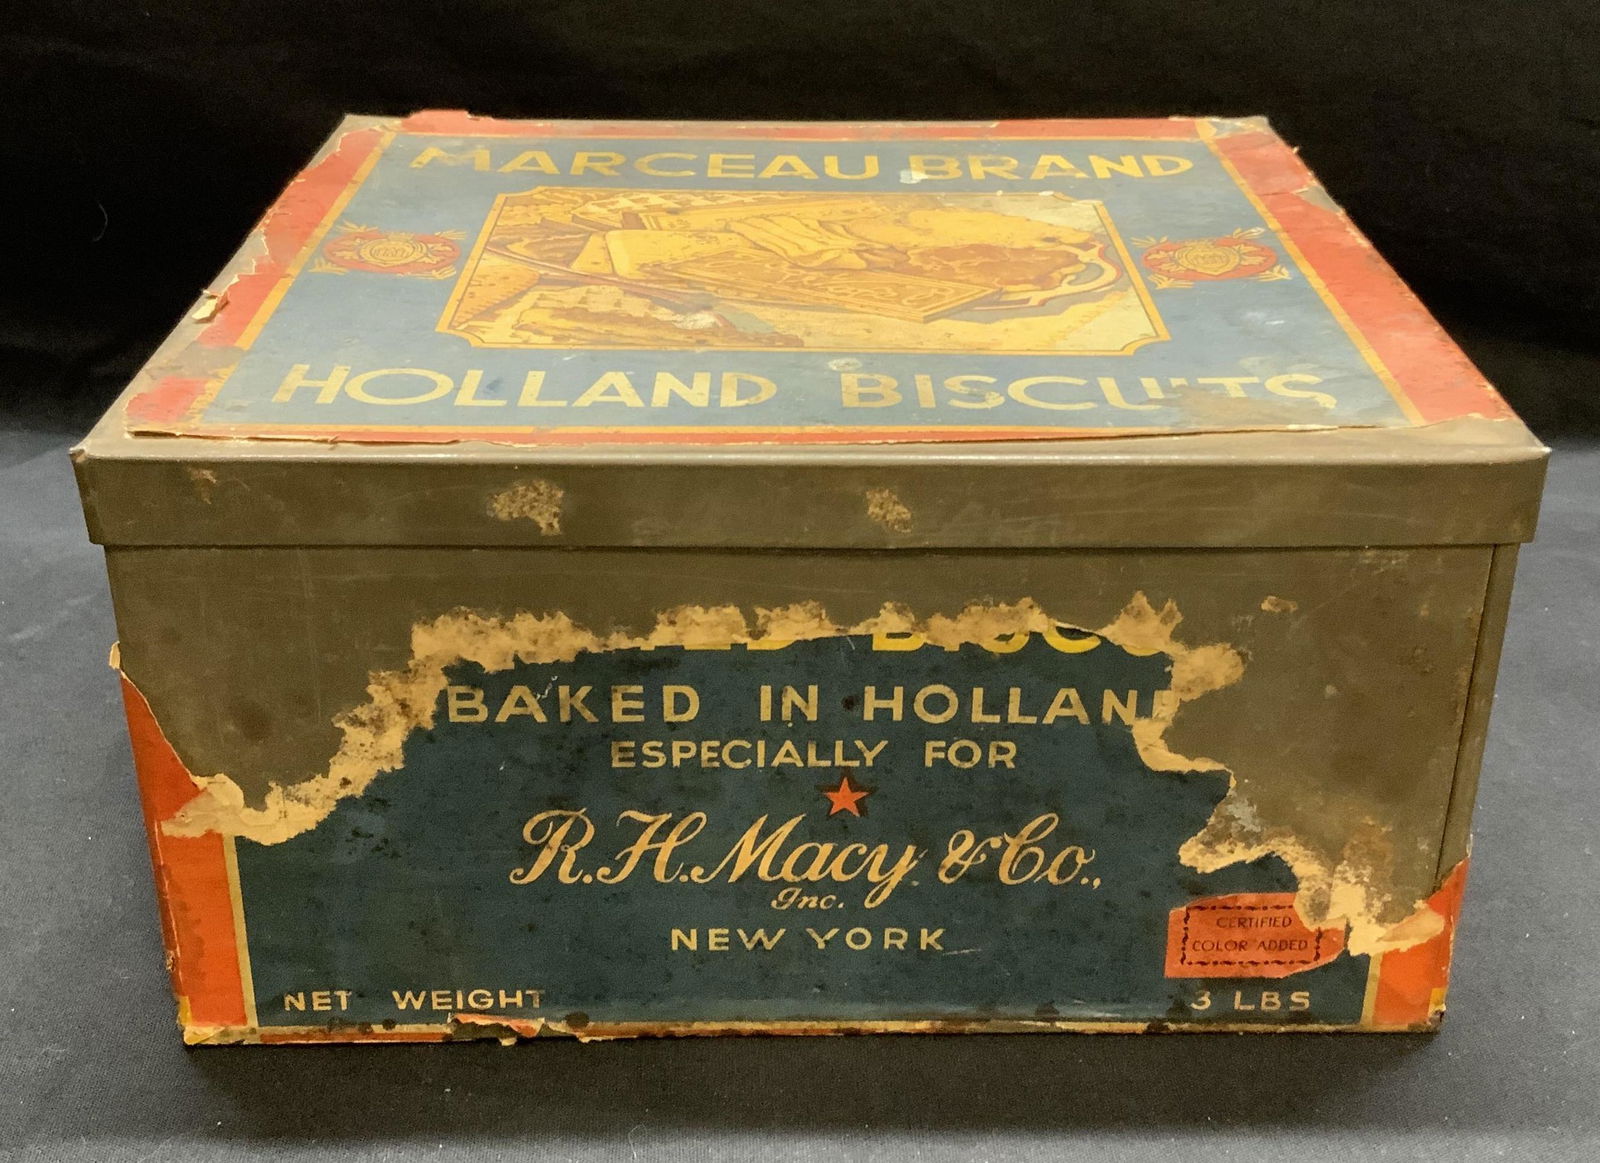 MARCEAU BRAND
HOLLAND BISCUITS
BAKED IN HOLLAND
ESPECIALLY FOR
R.H. Macy & Co.,
Inc.
NEW YORK
CERTIFIED
COLOR ADDED
NET WEIGHT 3 LBS